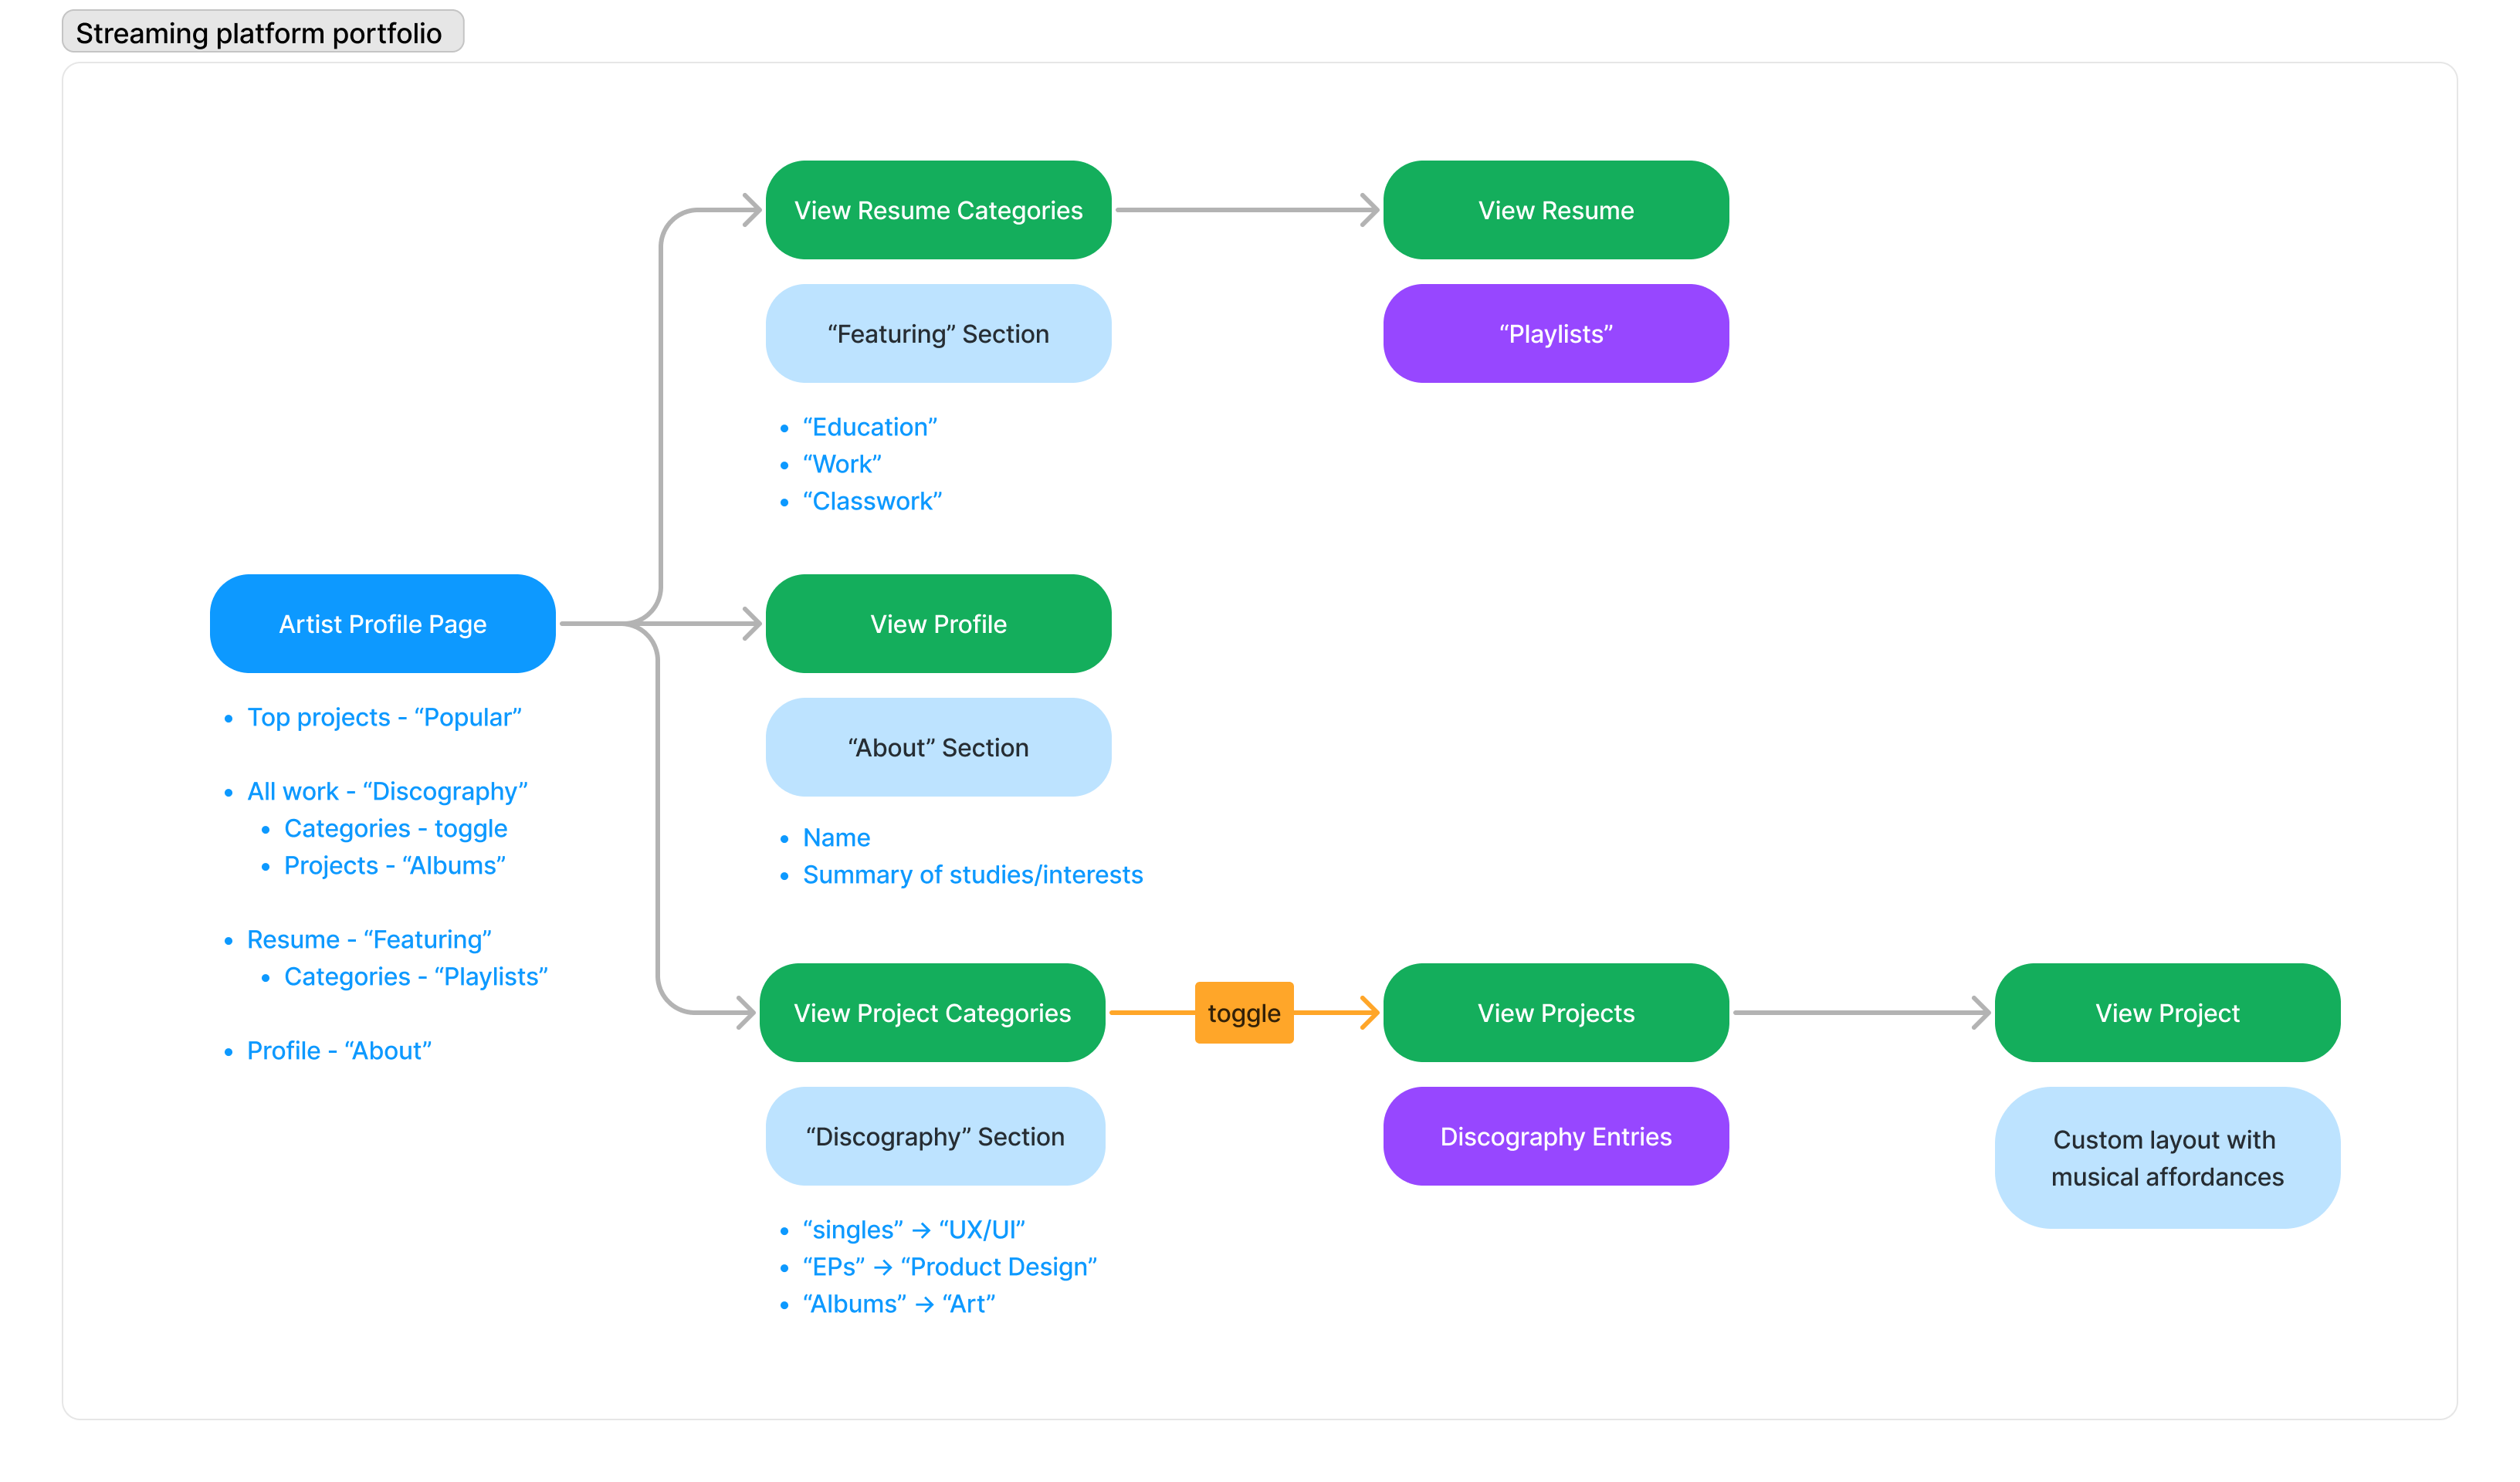 Streaming platform portfolio
View Resume Categories
View Resume
“Featuring” Section
“Playlists”
• “Education”
• “Work”
• “Classwork”
Artist Profile Page
View Profile
• Top projects - “Popular”
• All work - “Discography”
• Categories - toggle
• Projects - “Albums”
• Resume - “Featuring”
• Categories - “Playlists”
• Profile - “About”
“About” Section
• Name
• Summary of studies/interests
View Project Categories
toggle
View Projects
View Project
“Discography” Section
Discography Entries
Custom layout with
musical affordances
• “singles” → “UX/UI”
• “EPs” → “Product Design”
• “Albums” → “Art”